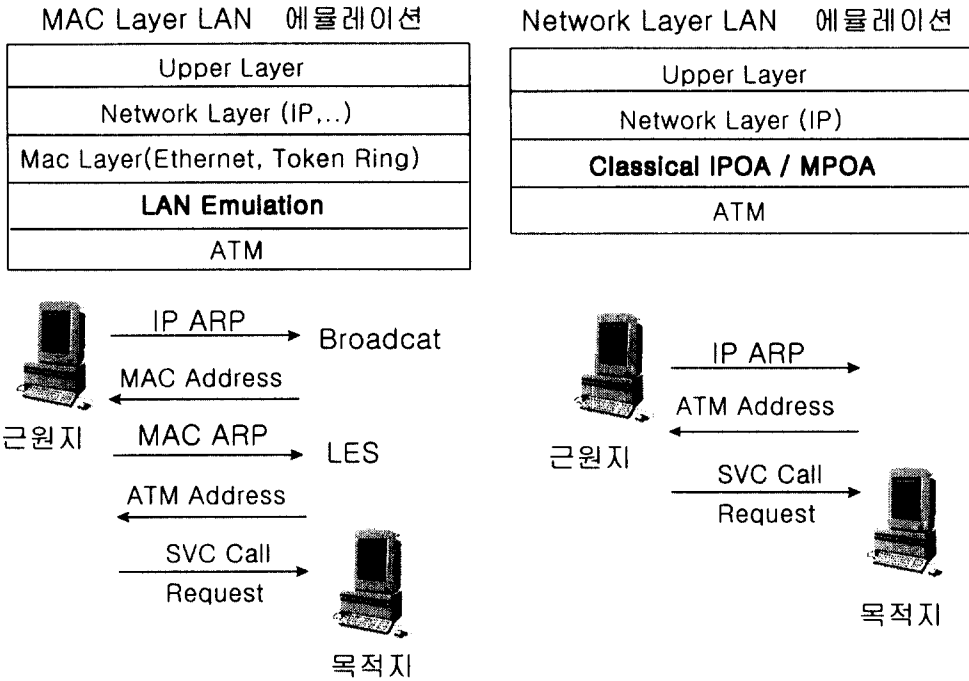 MAC Layer LAN 에뮬레이션
Upper Layer
Network Layer (IP,..)
Mac Layer(Ethernet, Token Ring)
LAN Emulation
ATM
IP ARP
Broadcat
MAC Address
근원지
MAC ARP
LES
ATM Address
SVC Call
Request
목적지
Network Layer LAN 에뮬레이션
Upper Layer
Network Layer (IP)
Classical IPOA / MPOA
ATM
IP ARP
ATM Address
근원지
SVC Call
Request
목적지